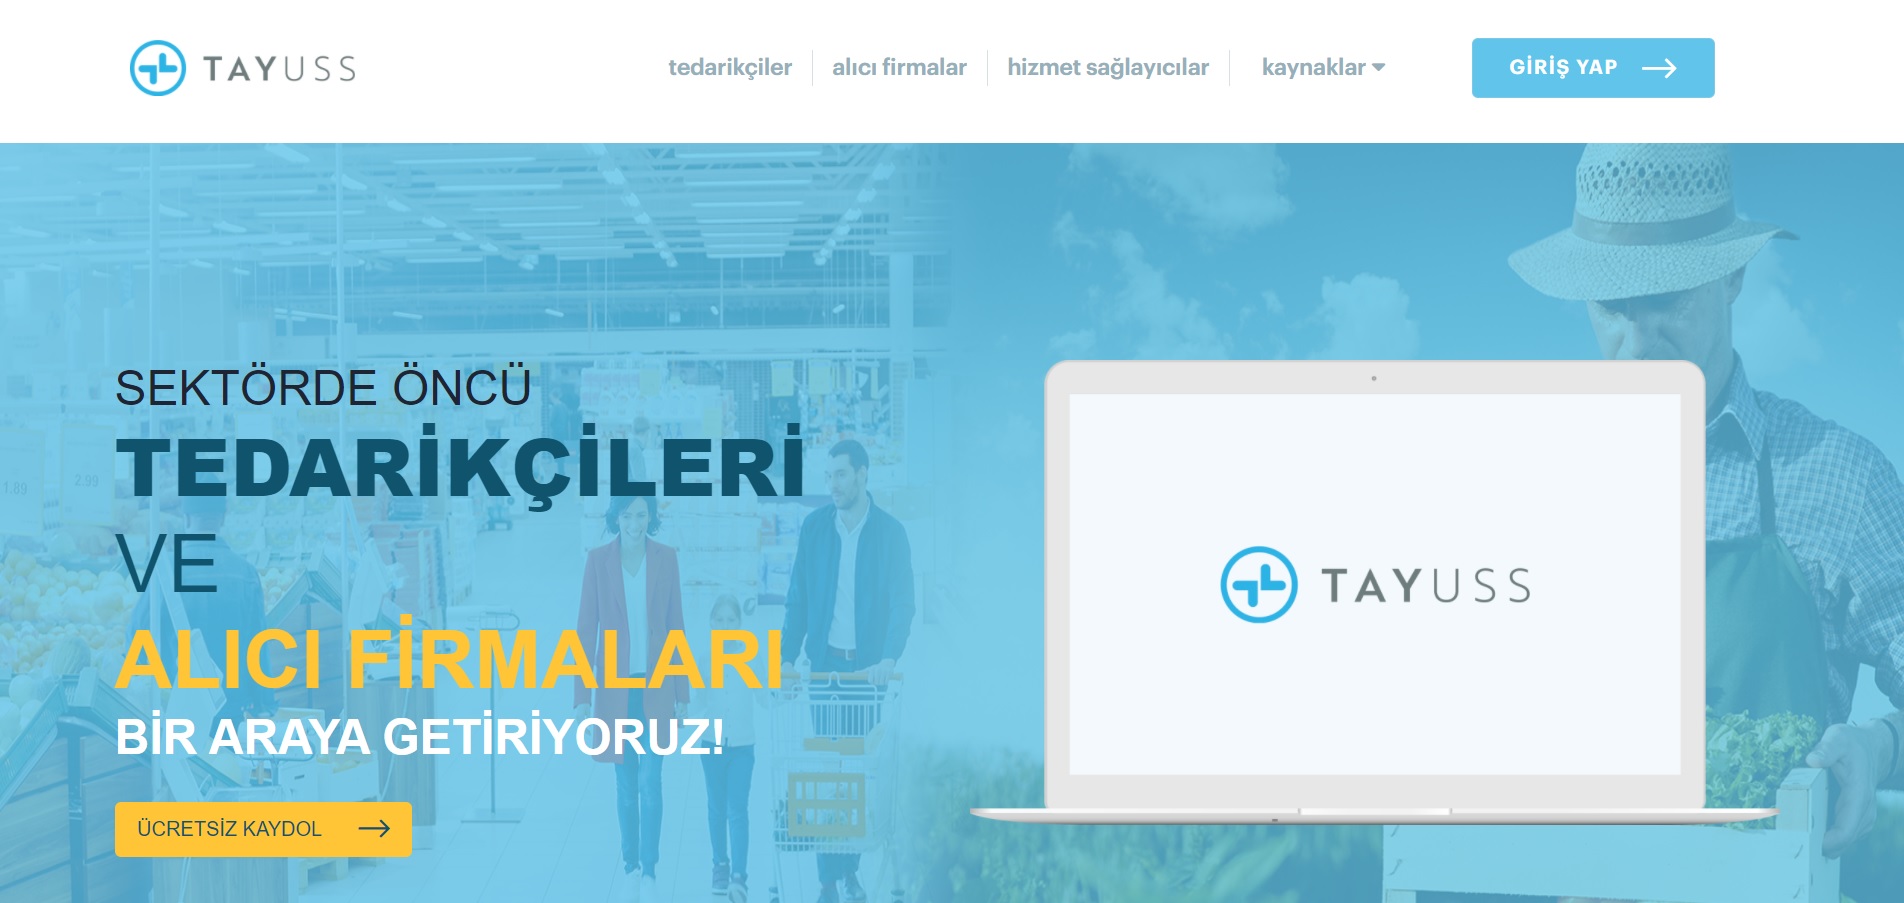 TAYUSS
tedarikçiler
alıcı firmalar
hizmet sağlayıcılar
kaynaklar
GİRİŞ YAP
SEKTÖRDE ÖNCÜ
TEDARİKÇİLERİ
VE
ALICI FİRMALARI
BİR ARAYA GETİRİYORUZ!
ÜCRETSİZ KAYDOL
TAYUSS
1.89
2.99